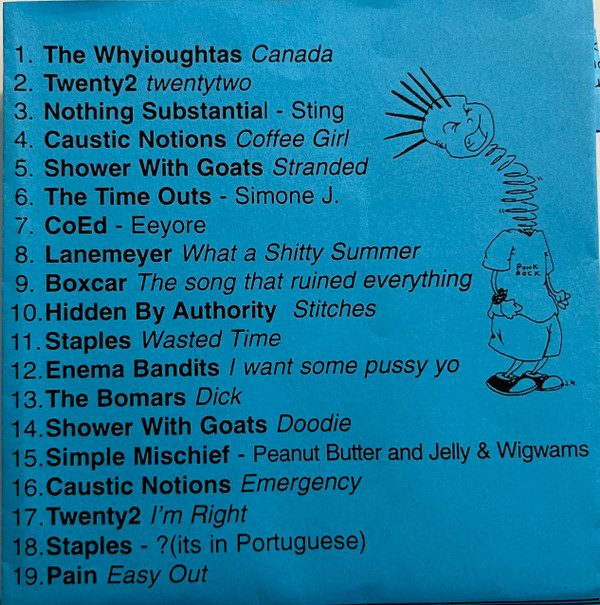 1. The Whyioughtas Canada
2. Twenty2 twentytwo
3. Nothing Substantial - Sting
4. Caustic Notions Coffee Girl
5. Shower With Goats Stranded
6. The Time Outs - Simone J.
7. CoEd - Eeyore
8. Lanemeyer What a Shitty Summer
9. Boxcar The song that ruined everything
10. Hidden By Authority Stitches
11. Staples Wasted Time
12. Enema Bandits I want some pussy yo
13. The Bomars Dick
14. Shower With Goats Doodie
15. Simple Mischief - Peanut Butter and Jelly & Wigwams
16. Caustic Notions Emergency
17. Twenty2 I'm Right
18. Staples - ?(its in Portuguese)
19. Pain Easy Out
PUNK
ROCK